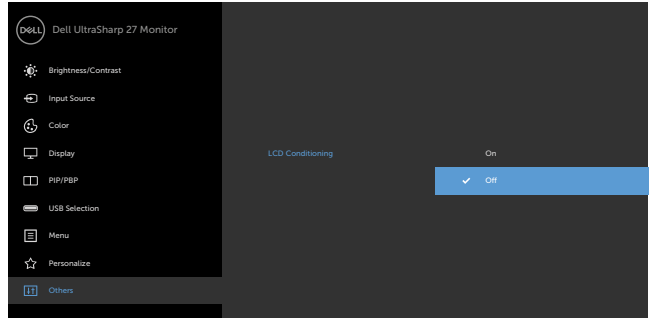 DELL Dell UltraSharp 27 Monitor
Brightness/Contrast
Input Source
Color
Display
LCD Conditioning On
PIP/PBP
Off
USB Selection
Menu
Personalize
Others